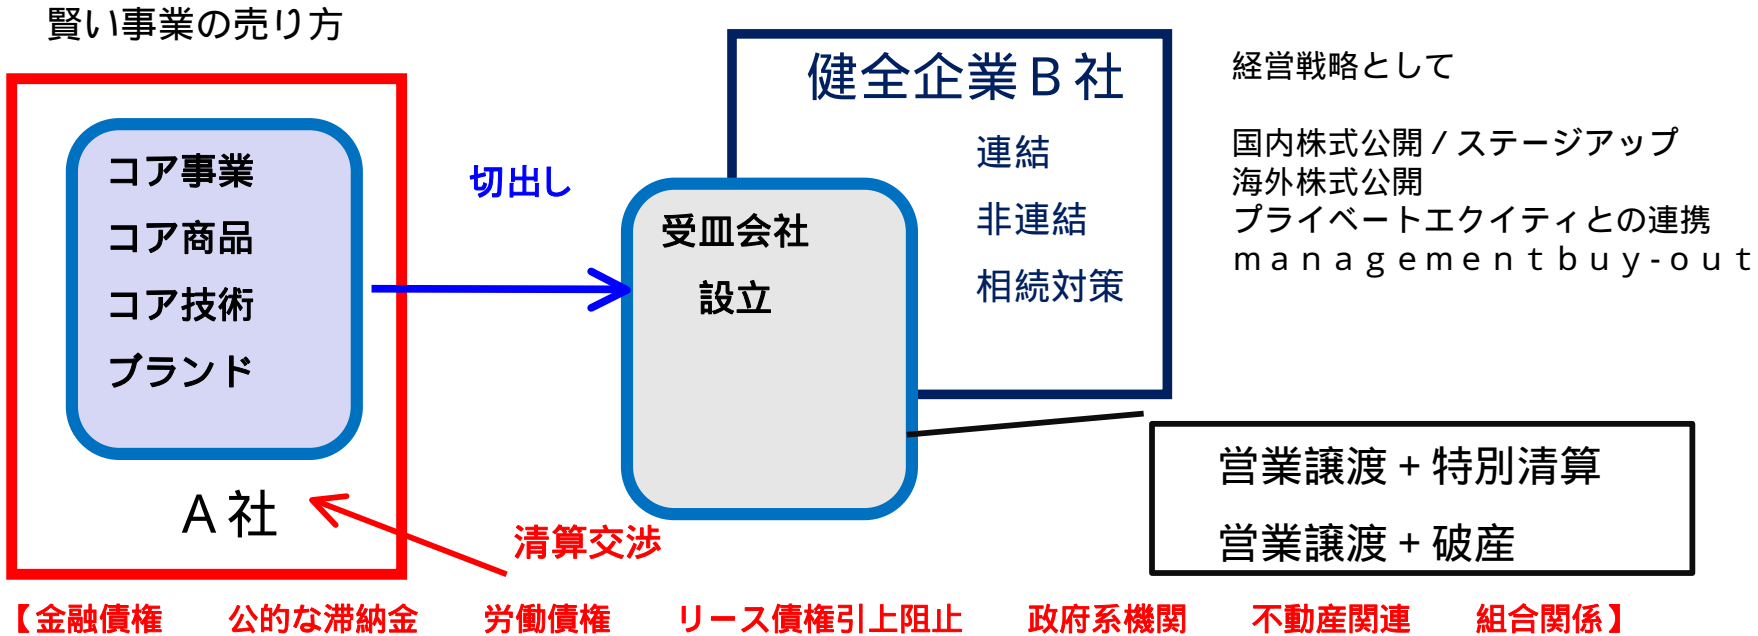 賢い事業の売り方
コア事業
コア商品
コア技術
ブランド
A社
切出し
受皿会社
設立
健全企業B社
連結
非連結
相続対策
経営戦略として
国内株式公開/ステージアップ
海外株式公開
プライベートエクイティとの連携
ｍａｎａｇｅｍｅｎｔｂｕｙ-ｏｕｔ
清算交渉
営業譲渡+特別清算
営業譲渡+破産
【金融債権 公的な滞納金 労働債権 リース債権引上阻止 政府系機関 不動産関連 組合関係】